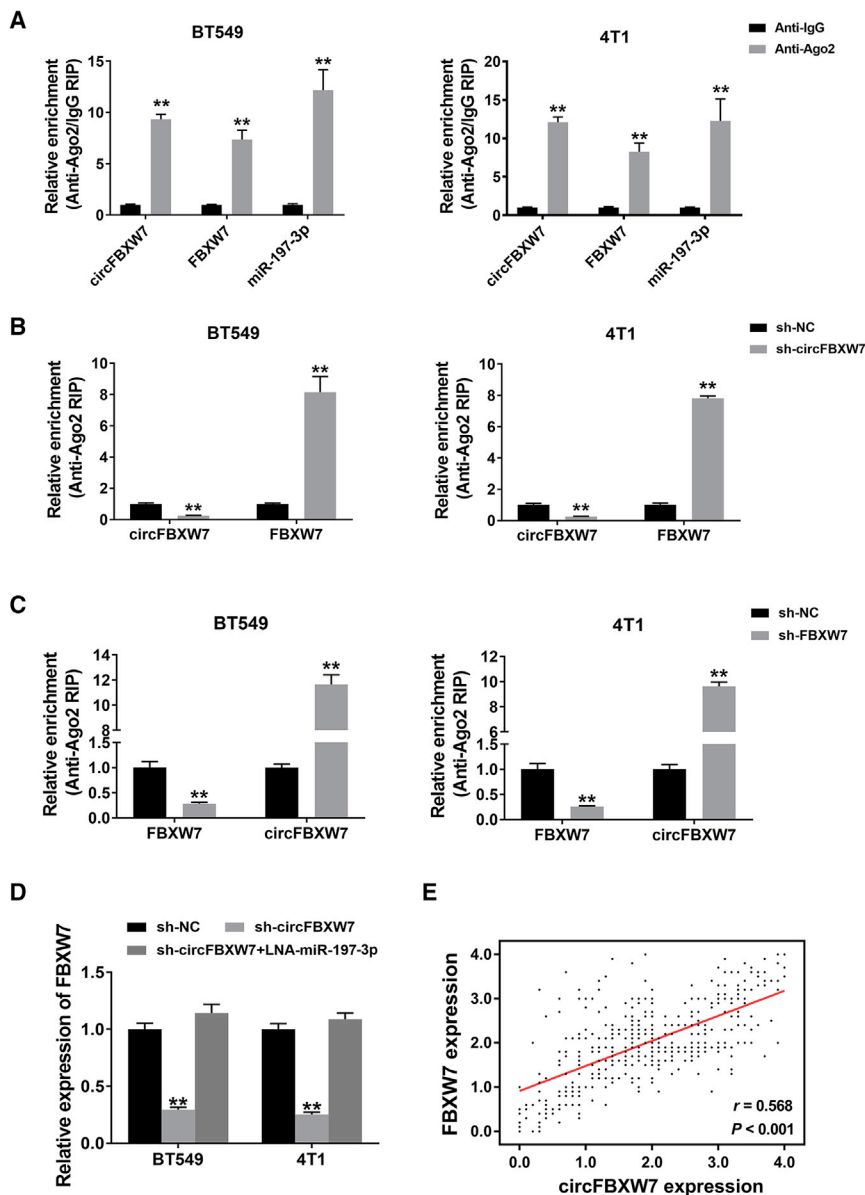 A
BT549
4T1
Anti-IgG
Anti-Ago2
Relative enrichment
(Anti-Ago2/IgG RIP)
15
10
5
0
**
**
**
circFBXW7
FBXW7
miR-197-3p
Relative enrichment
(Anti-Ago2/IgG RIP)
20
15
10
5
0
**
**
**
circFBXW7
FBXW7
miR-197-3p
B
BT549
4T1
sh-NC
sh-circFBXW7
Relative enrichment
(Anti-Ago2 RIP)
10
8
6
4
2
0
**
**
circFBXW7
FBXW7
Relative enrichment
(Anti-Ago2 RIP)
10
8
6
4
2
0
**
**
circFBXW7
FBXW7
C
BT549
4T1
sh-NC
sh-FBXW7
Relative enrichment
(Anti-Ago2 RIP)
14
12
10
8
1.5
1.0
0.5
0.0
**
**
FBXW7
circFBXW7
Relative enrichment
(Anti-Ago2 RIP)
12
10
8
6
1.5
1.0
0.5
0.0
**
**
FBXW7
circFBXW7
D
sh-NC
sh-circFBXW7
sh-circFBXW7+LNA-miR-197-3p
Relative expression of FBXW7
1.5
1.0
0.5
0.0
**
**
BT549
4T1
E
FBXW7 expression
4.0
3.0
2.0
1.0
0.0
r = 0.568
P < 0.001
0.0
1.0
2.0
3.0
4.0
circFBXW7 expression